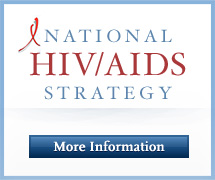 NATIONAL
HIV/AIDS
STRATEGY
More Information